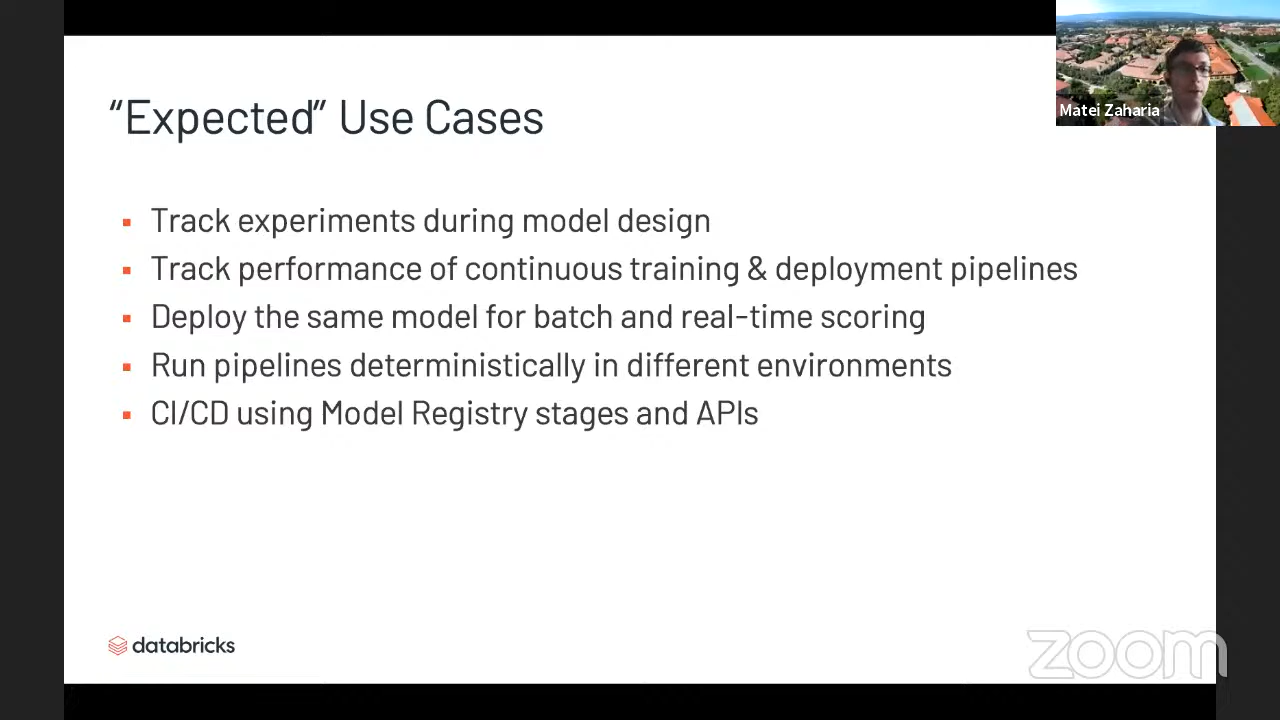 Matei Zaharia
“Expected” Use Cases
Track experiments during model design
Track performance of continuous training & deployment pipelines
Deploy the same model for batch and real-time scoring
Run pipelines deterministically in different environments
CI/CD using Model Registry stages and APIs
databricks
zoom